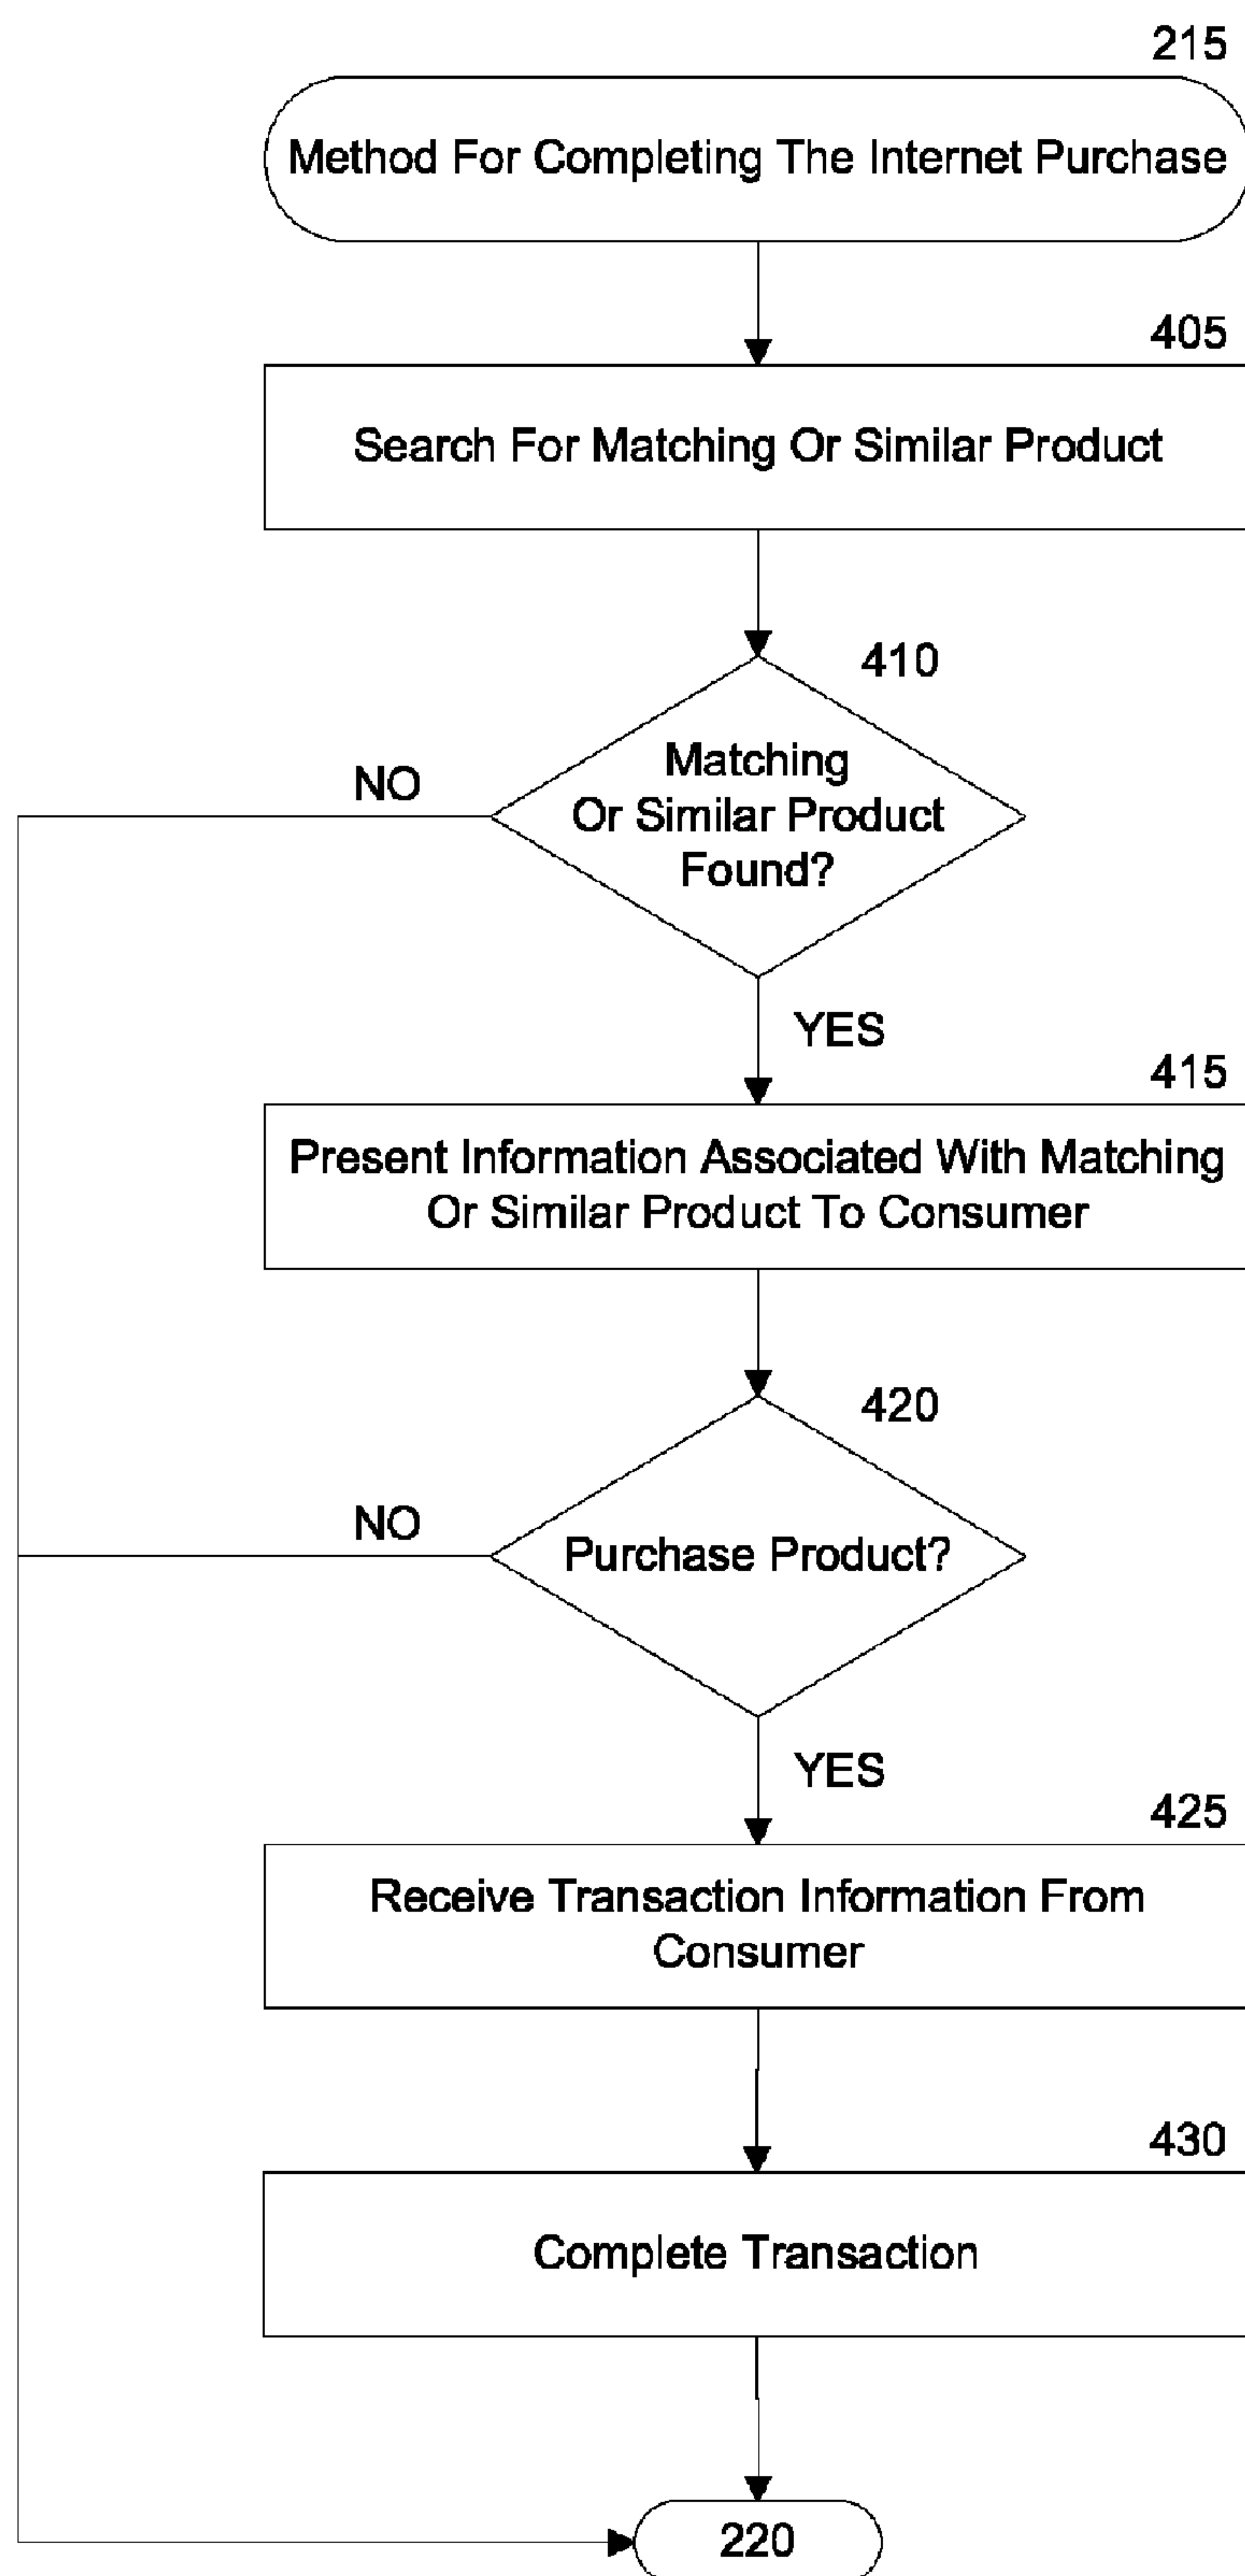 215
Method For Completing The Internet Purchase
405
Search For Matching Or Similar Product
410
Matching
Or Similar Product
Found?
NO
YES
415
Present Information Associated With Matching
Or Similar Product To Consumer
420
NO
Purchase Product?
YES
425
Receive Transaction Information From
Consumer
430
Complete Transaction
220